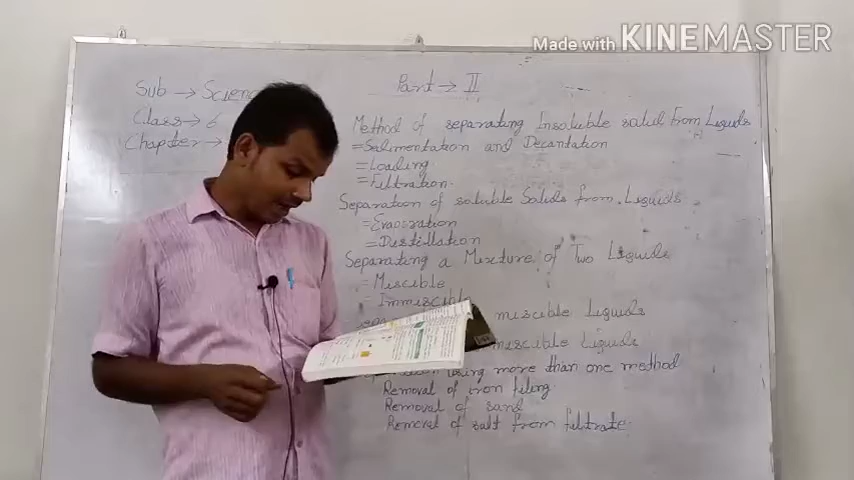 Made with KINEMASTER
Sub → Scien
Class → 6
Chapter →
Part → II
Method of separating Insoluble solid From Liquids
= Sedimentation and Decantation
= Loading
= Filtration.
Separation of soluble Solids from Liquids
= Evaporation
= Distillation
Separating a Mixture of Two Liquids
= Miscible
= Immiscible
miscible Liquids
miscible Liquids
using more than one method
Removal of iron filing
Removal of sand
Removal of salt from filtrate